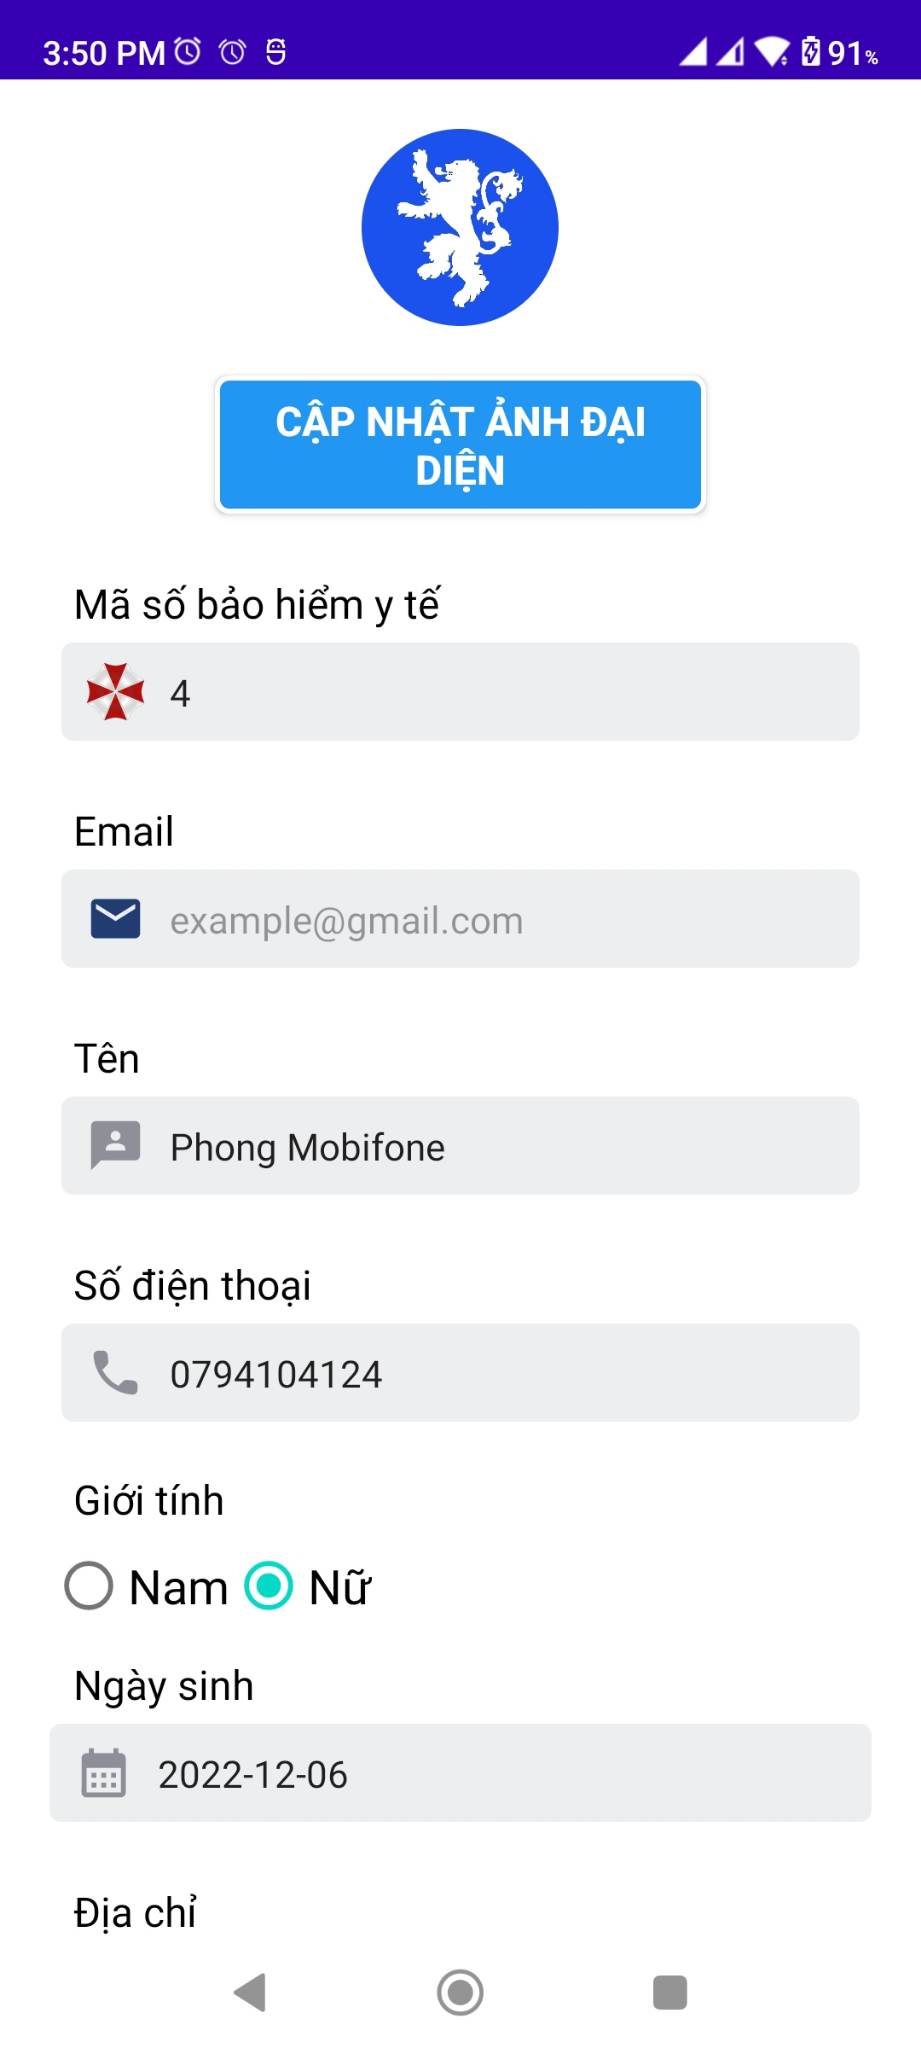 3:50 PM 91%
CẬP NHẬT ẢNH ĐẠI
DIỆN
Mã số bảo hiểm y tế
4
Email
example@gmail.com
Tên
Phong Mobifone
Số điện thoại
0794104124
Giới tính
Nam Nữ
Ngày sinh
2022-12-06
Địa chỉ